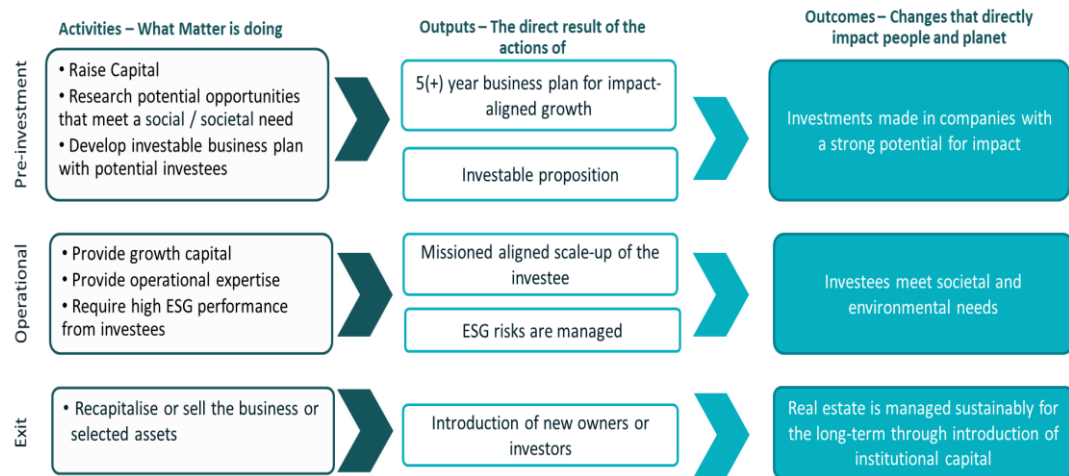 Activities – What Matter is doing
Outputs – The direct result of the
actions of
Outcomes – Changes that directly
impact people and planet
Pre-investment
• Raise Capital
• Research potential opportunities
that meet a social / societal need
• Develop investable business plan
with potential investees
5(+) year business plan for impact-
aligned growth
Investable proposition
Investments made in companies with
a strong potential for impact
Operational
• Provide growth capital
• Provide operational expertise
• Require high ESG performance
from investees
Missioned aligned scale-up of the
investee
ESG risks are managed
Investees meet societal and
environmental needs
Exit
• Recapitalise or sell the business or
selected assets
Introduction of new owners or
investors
Real estate is managed sustainably for
the long-term through introduction of
institutional capital